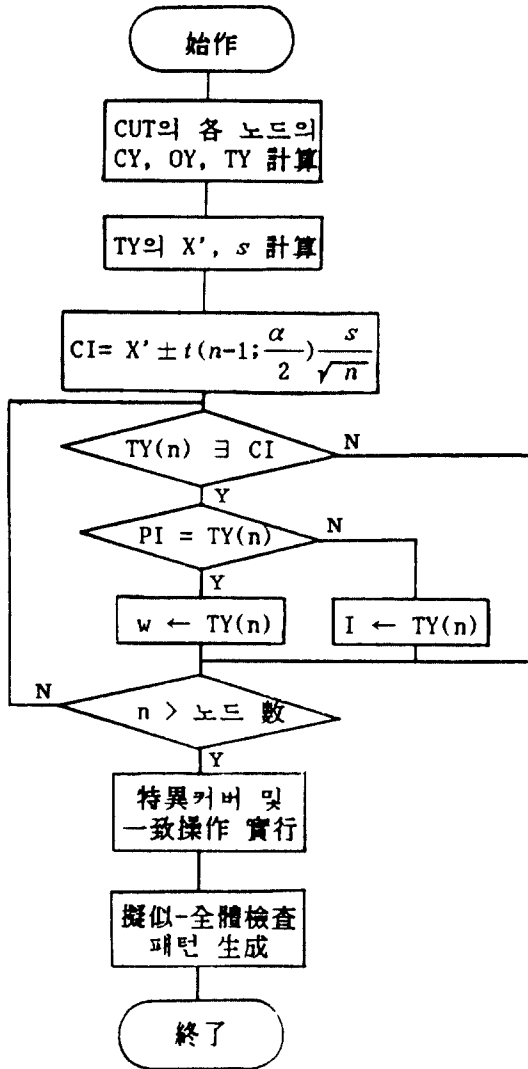 始作
CUT의 各 노드의
CY, OY, TY 計算
TY의 X', s 計算
CI= X' ± t(n-1; α/2) s/√n
TY(n) ∃ CI
N
Y
PI = TY(n)
N
Y
w ← TY(n)
I ← TY(n)
N
n > 노드 數
Y
特異커버 및
一致操作 實行
擬似-全體檢査
패턴 生成
終了